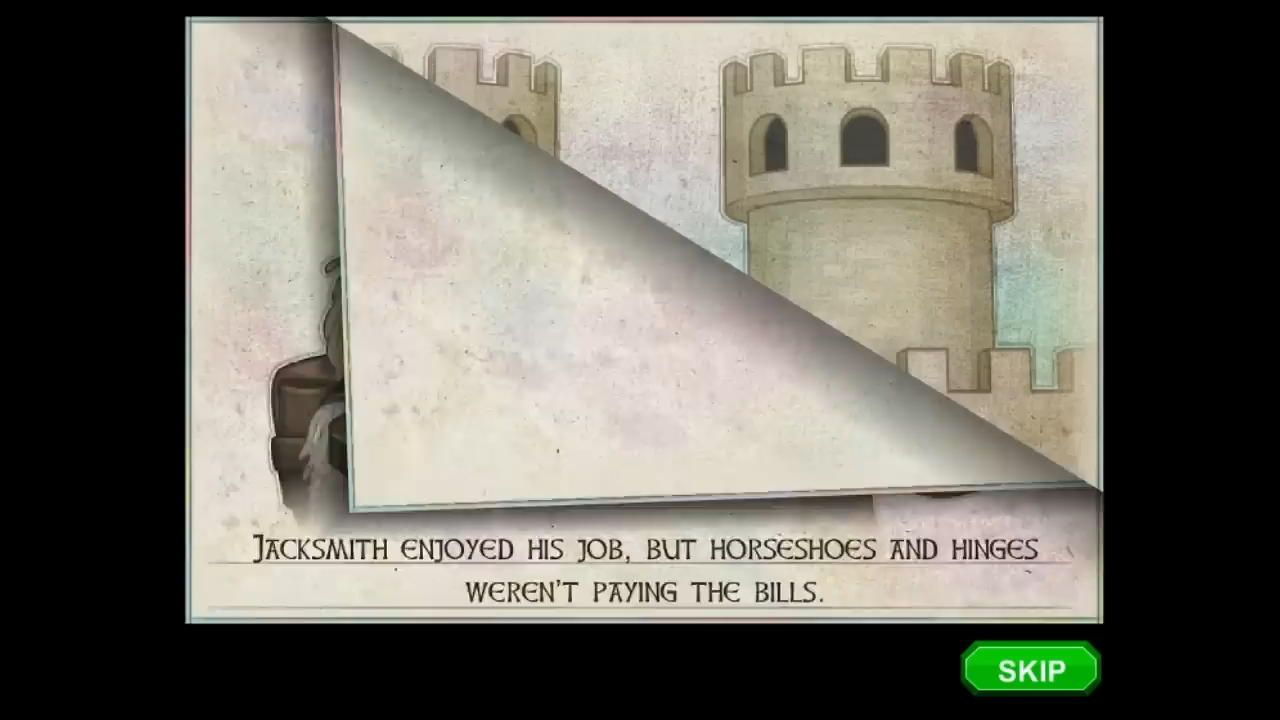 JACKSMITH ENJOYED HIS JOB, BUT HORSESHOES AND HINGES
WEREN'T PAYING THE BILLS.
SKIP